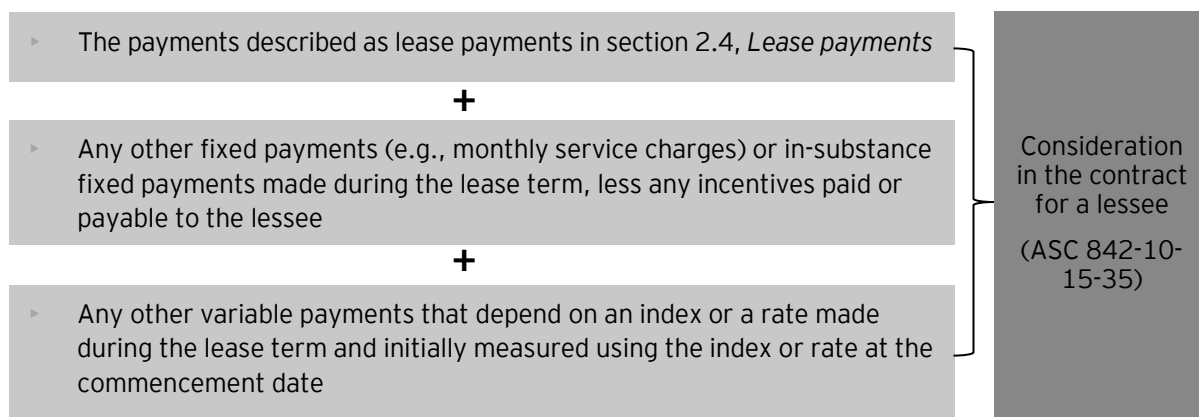 The payments described as lease payments in section 2.4, Lease payments
+
Any other fixed payments (e.g., monthly service charges) or in-substance
fixed payments made during the lease term, less any incentives paid or
payable to the lessee
+
Any other variable payments that depend on an index or a rate made
during the lease term and initially measured using the index or rate at the
commencement date
Consideration
in the contract
for a lessee
(ASC 842-10-
15-35)